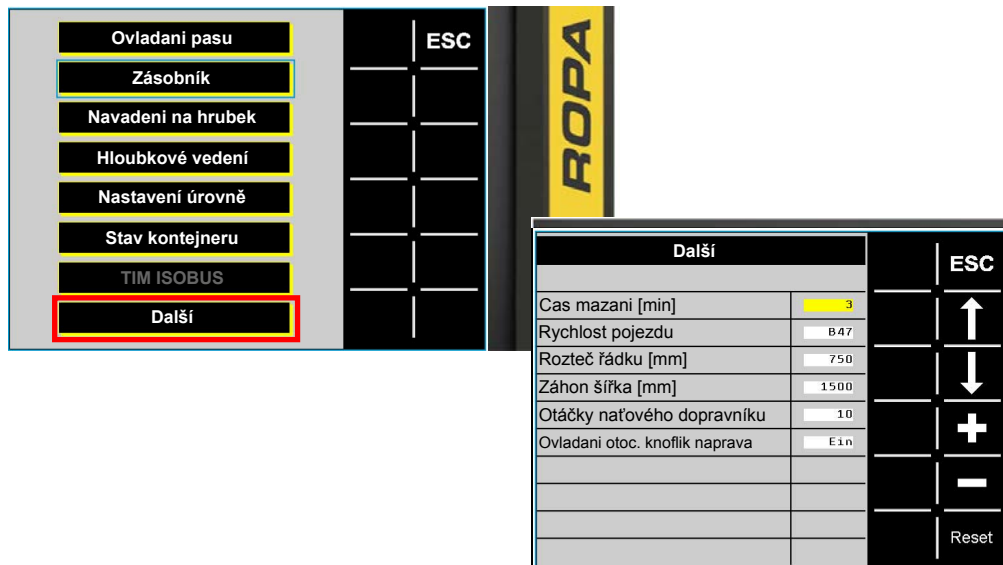 Ovladani pasu
ESC
Zásobník
Navadeni na hrubek
Hloubkové vedení
Nastavení úrovně
Stav kontejneru
TIM ISOBUS
Další
ROPA
Další
ESC
Cas mazani [min] 3
Rychlost pojezdu B47
Rozteč řádku [mm] 750
Záhon šířka [mm] 1500
Otáčky naťového dopravníku 10
Ovladani otoc. knoflik naprava Ein
Reset